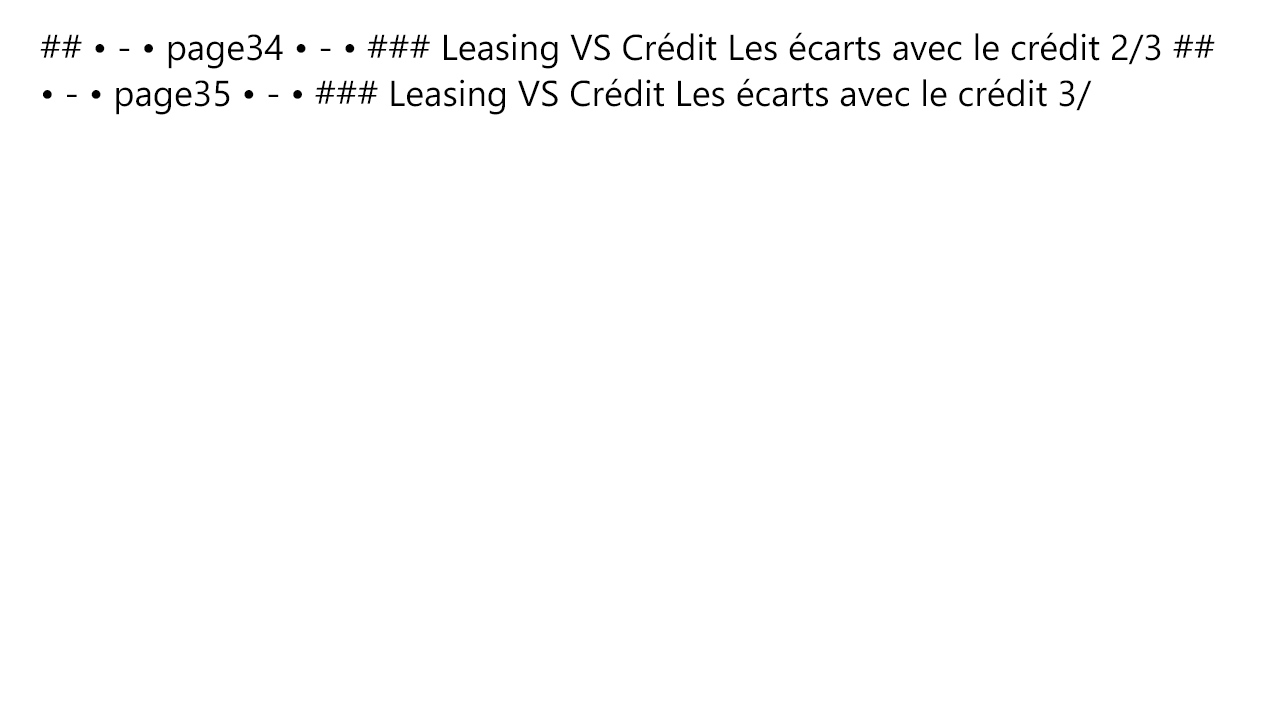 ## • - • page34 • - • ### Leasing VS Crédit Les écarts avec le crédit 2/3 ##
• - • page35 • - • ### Leasing VS Crédit Les écarts avec le crédit 3/